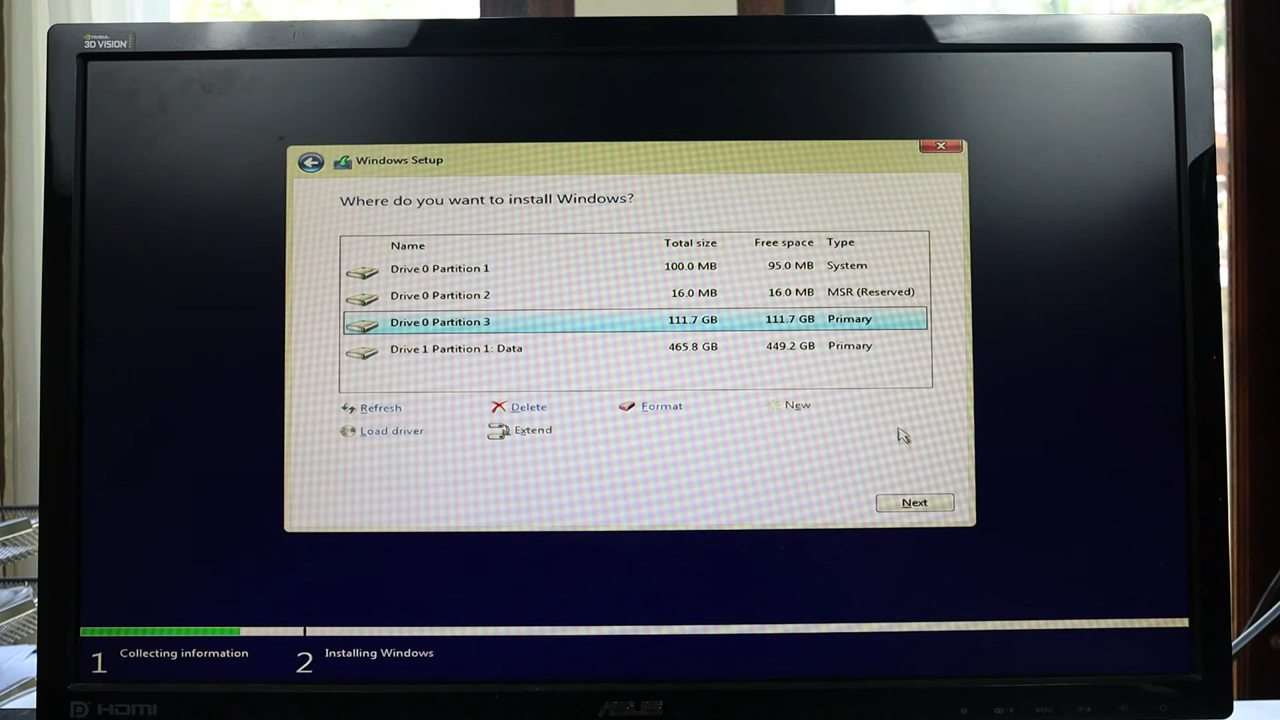 NVIDIA
3D VISION
Windows Setup
Where do you want to install Windows?
Name Total size Free space Type
Drive 0 Partition 1 100.0 MB 95.0 MB System
Drive 0 Partition 2 16.0 MB 16.0 MB MSR (Reserved)
Drive 0 Partition 3 111.7 GB 111.7 GB Primary
Drive 1 Partition 1: Data 465.8 GB 449.2 GB Primary
Refresh Delete Format New
Load driver Extend
Next
1 Collecting information 2 Installing Windows
HDMI ASUS MENU